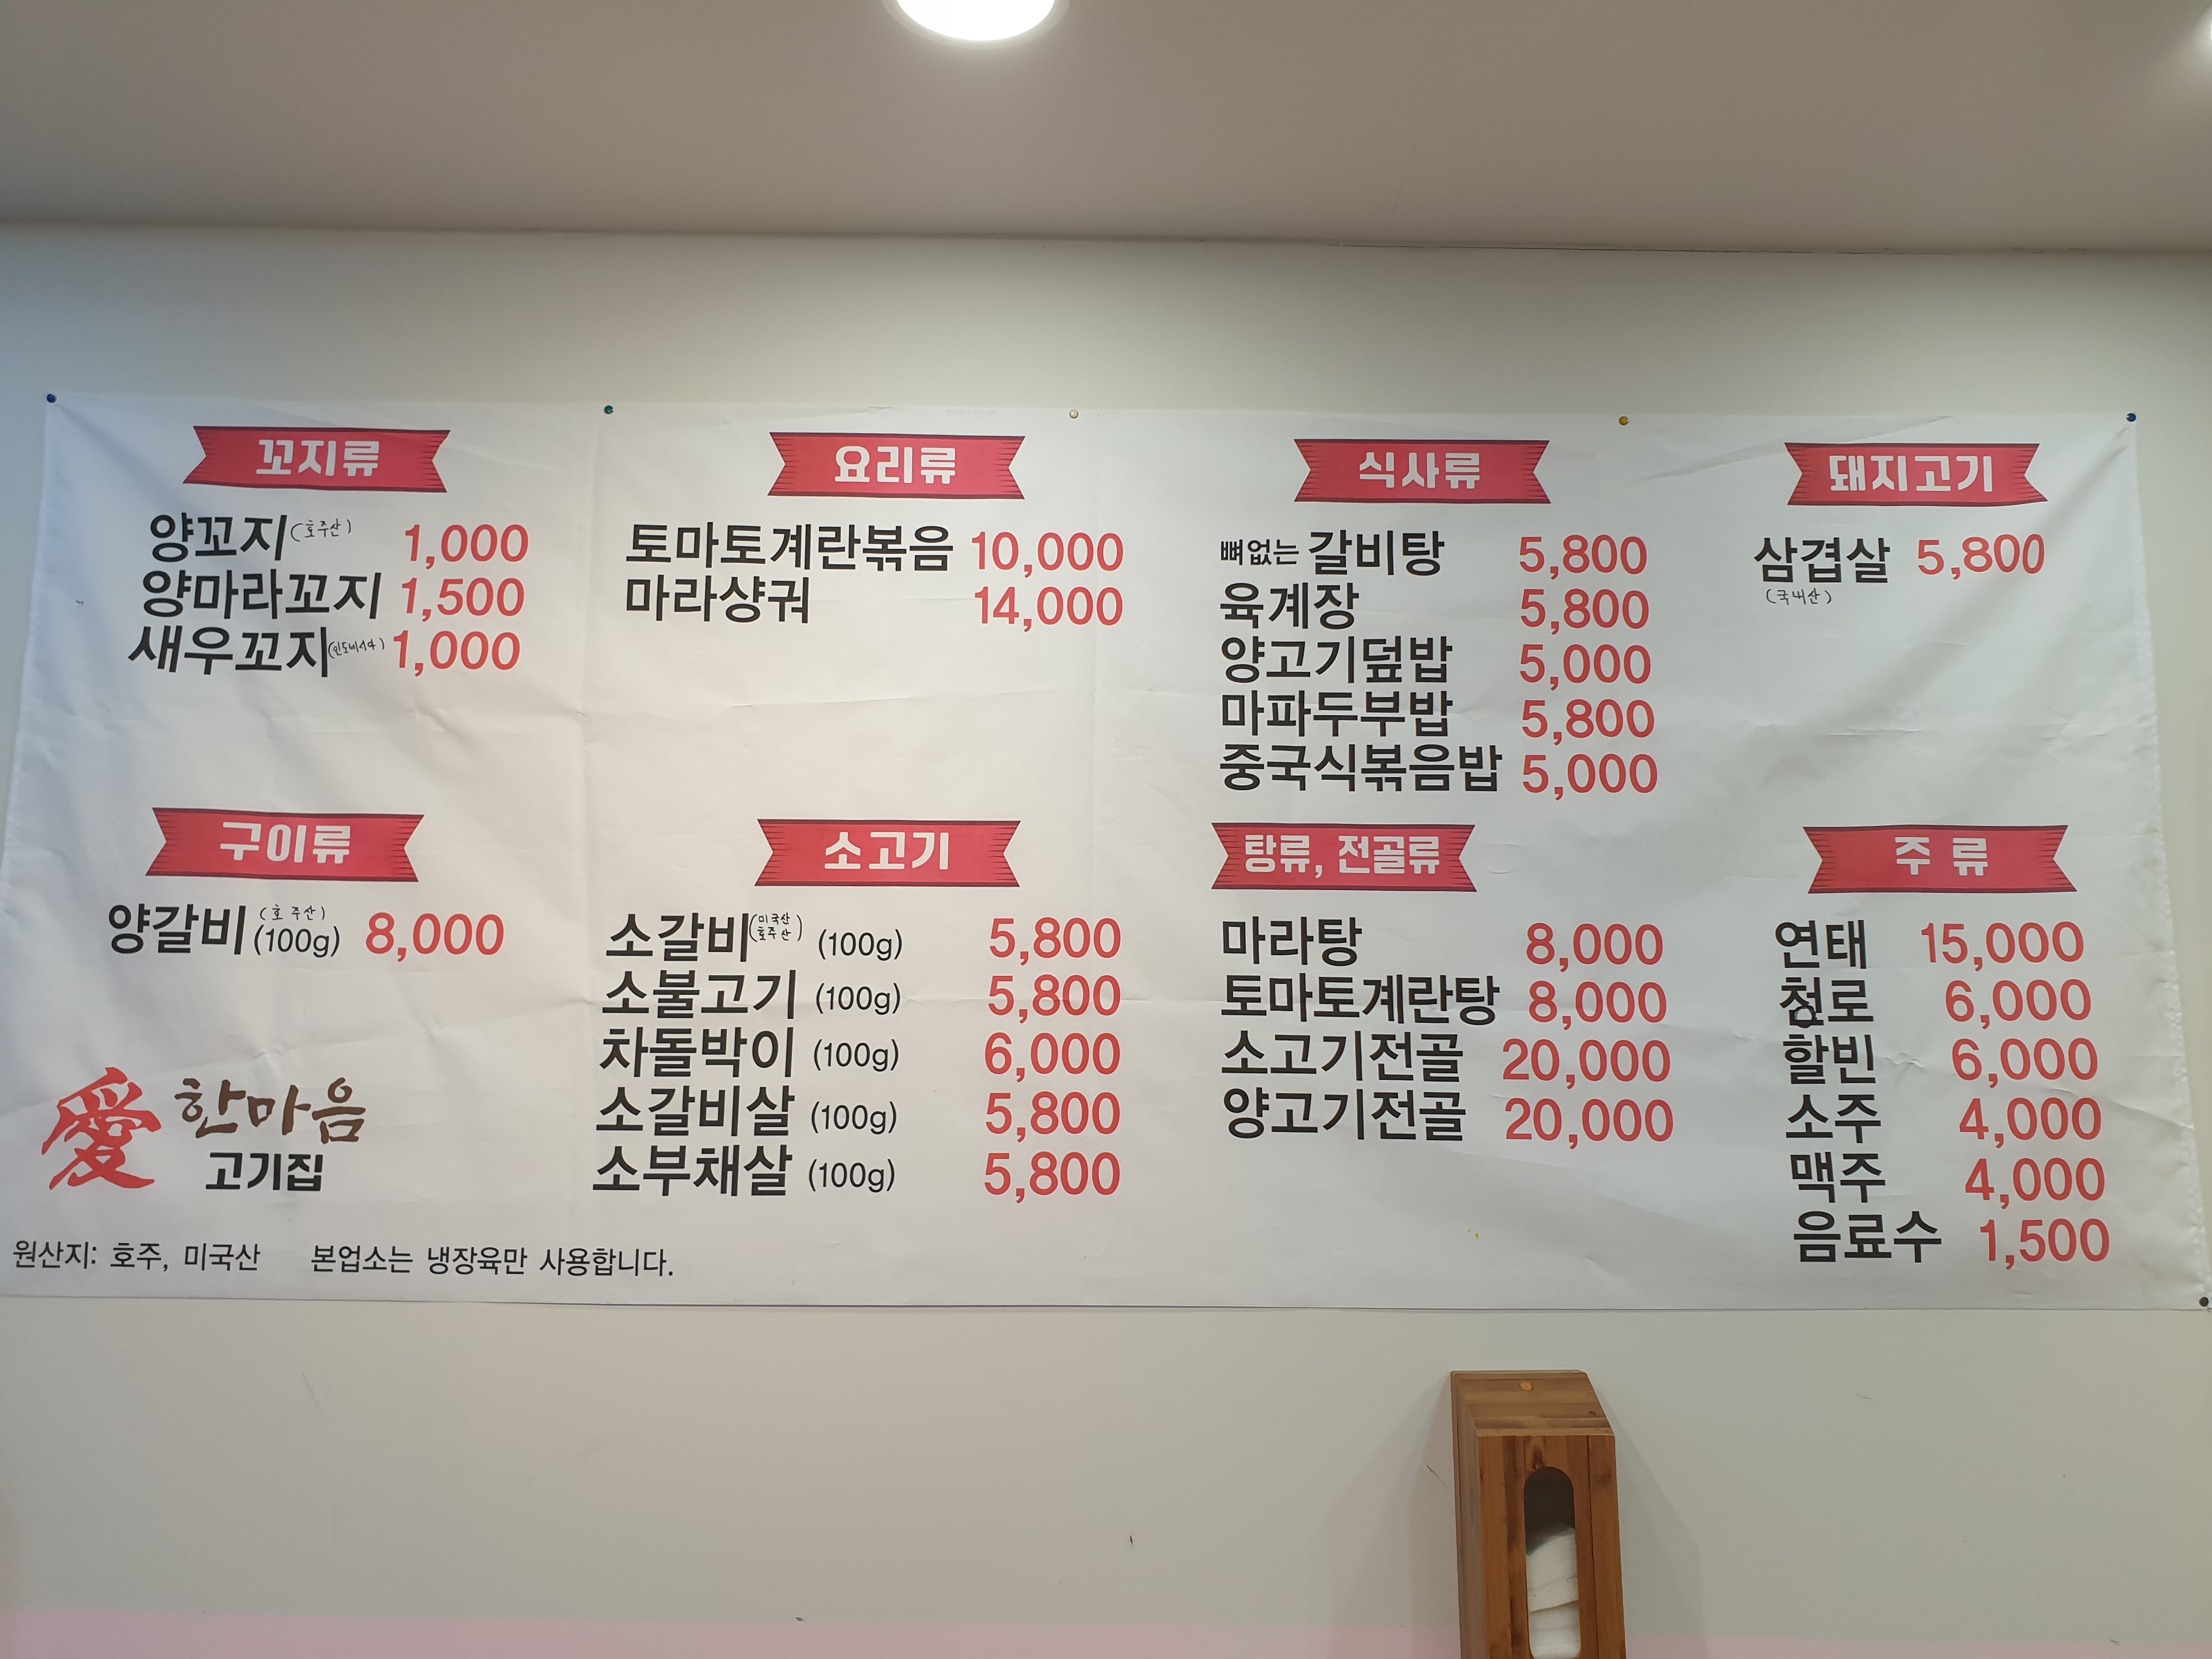 꼬지류
양꼬지 (호주산) 1,000
양마라꼬지 1,500
새우꼬지 1,000
요리류
토마토계란볶음 10,000
마라샹궈 14,000
식사류
뼈없는 갈비탕 5,800
육계장 5,800
양고기덮밥 5,000
마파두부밥 5,800
중국식볶음밥 5,000
돼지고기
삼겹살 5,800
(국내산)
구이류
양갈비 (호주산) (100g) 8,000
소고기
소갈비 (미국산 호주산) (100g) 5,800
소불고기 (100g) 5,800
차돌박이 (100g) 6,000
소갈비살 (100g) 5,800
소부채살 (100g) 5,800
탕류, 전골류
마라탕 8,000
토마토계란탕 8,000
소고기전골 20,000
양고기전골 20,000
주 류
연태 15,000
청로 6,000
할빈 6,000
소주 4,000
맥주 4,000
음료수 1,500
愛 한마음
고기집
원산지: 호주, 미국산 본업소는 냉장육만 사용합니다.